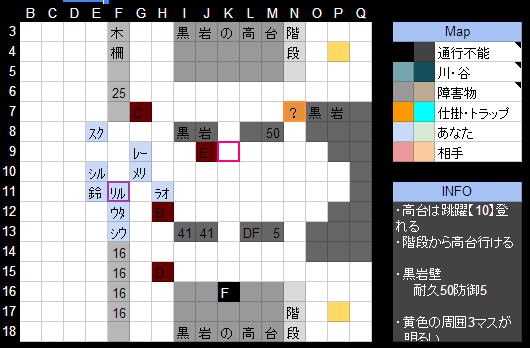 B C D E F G H I J K L M N O P Q
3 木 黒 岩 の 高 台 階
4 柵 段
5
6 25
7 C ? 黒 岩
8 スク 黒 岩 50
9 レー E
10 シル メリ
11 鈴 リル ラオ
12 ウタ B
13 シウ 41 41 DF 5
14 16
15 16 D
16 16 F
17 16 階
18 黒 岩 の 高 台 段
Map
通行不能
川・谷
障害物
仕掛・トラップ
あなた
相手
INFO
・高台は跳躍【10】登
れる
・階段から高台行ける
・黒岩壁
耐久50防御5
・黄色の周囲3マスが
明るい